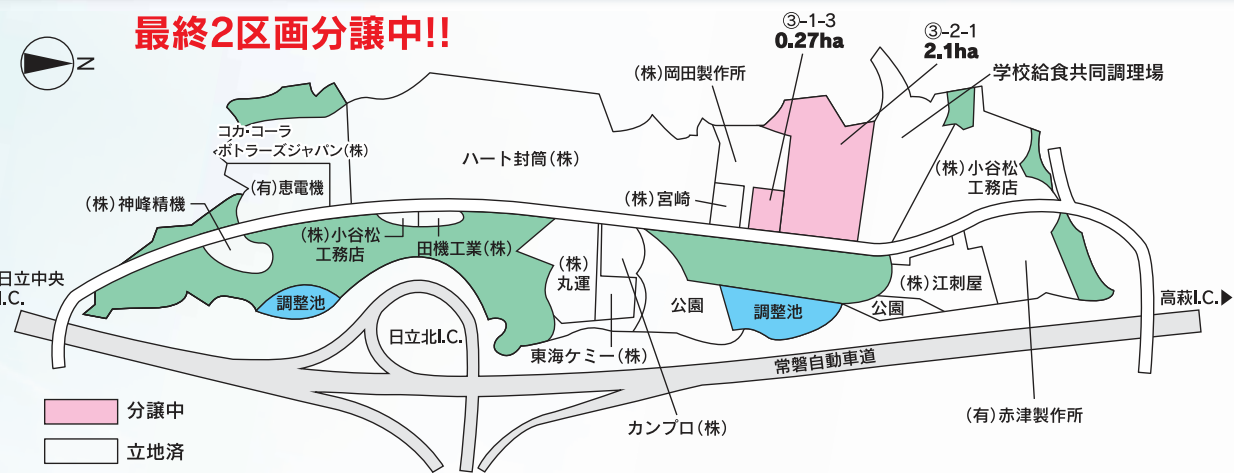 最終2区画分譲中!!
N
③-1-3
0.27ha
③-2-1
2.1ha
学校給食共同調理場
(株)岡田製作所
コカ・コーラ
ボトラーズジャパン(株)
ハート封筒(株)
(有)恵電機
(株)宮崎
(株)小谷松
工務店
(株)神峰精機
(株)小谷松
工務店
田機工業(株)
(株)
丸運
(株)江刺屋
日立中央
I.C.
調整池
日立北I.C.
公園
調整池
公園
高萩I.C.▶
東海ケミー(株)
常磐自動車道
カンプロ(株)
(有)赤津製作所
分譲中
立地済